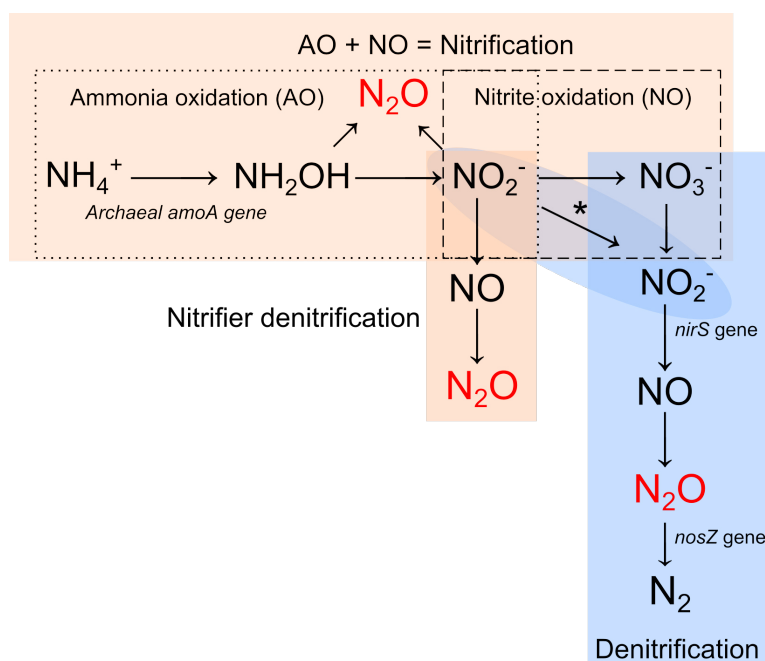 AO + NO = Nitrification
Ammonia oxidation (AO)
N₂O
Nitrite oxidation (NO)
NH₄⁺
NH₂OH
NO₂⁻
NO₃⁻
Archaeal amoA gene
*
NO
NO₂⁻
Nitrifier denitrification
nirS gene
N₂O
NO
N₂O
nosZ gene
N₂
Denitrification